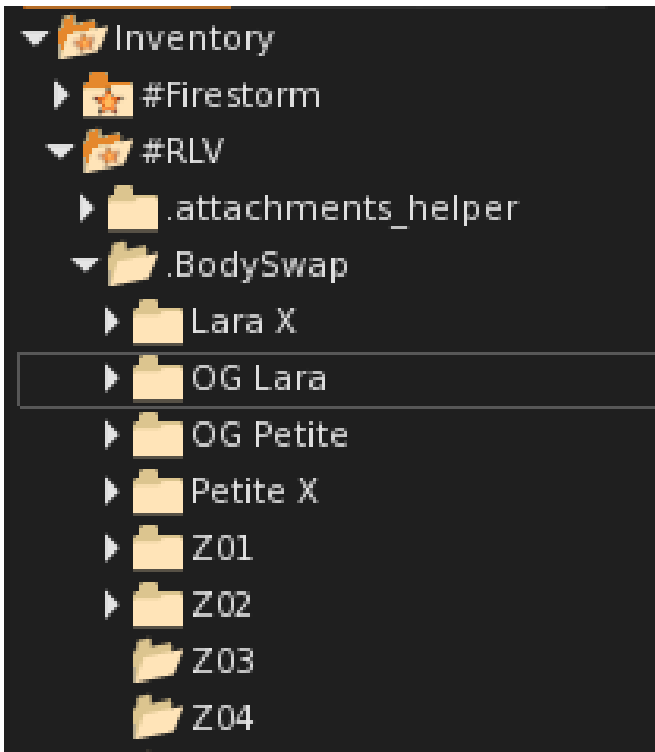 Inventory
#Firestorm
#RLV
.attachments_helper
.BodySwap
Lara X
OG Lara
OG Petite
Petite X
Z01
Z02
Z03
Z04